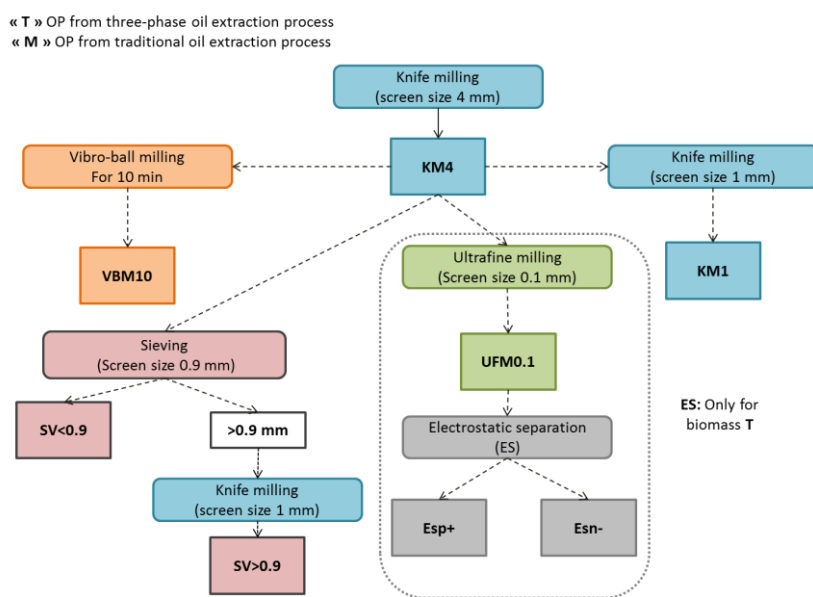 « T » OP from three-phase oil extraction process
« M » OP from traditional oil extraction process
Knife milling
(screen size 4 mm)
Vibro-ball milling
For 10 min
KM4
Knife milling
(screen size 1 mm)
VBM10
Ultrafine milling
(Screen size 0.1 mm)
KM1
Sieving
(Screen size 0.9 mm)
UFM0.1
SV<0.9
>0.9 mm
Electrostatic separation
(ES)
ES: Only for
biomass T
Knife milling
(screen size 1 mm)
Esp+
Esn-
SV>0.9